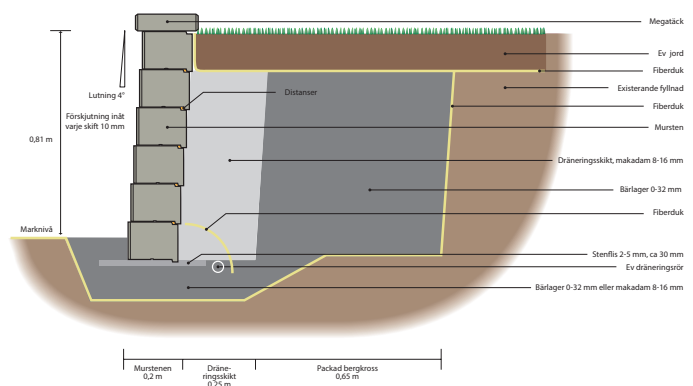 Megatäck
Ev jord
Fiberduk
Existerande fyllnad
Lutning 4°
Distanser
Fiberduk
Förskjutning inåt
varje skift 10 mm
Mursten
0,81 m
Dräneringsskikt, makadam 8-16 mm
Bärlager 0-32 mm
Fiberduk
Marknivå
Stenflis 2-5 mm, ca 30 mm
Ev dräneringsrör
Bärlager 0-32 mm eller makadam 8-16 mm
Murstenen
0,2 m
Dräne-
ringsskikt
0,25 m
Packad bergkross
0,65 m